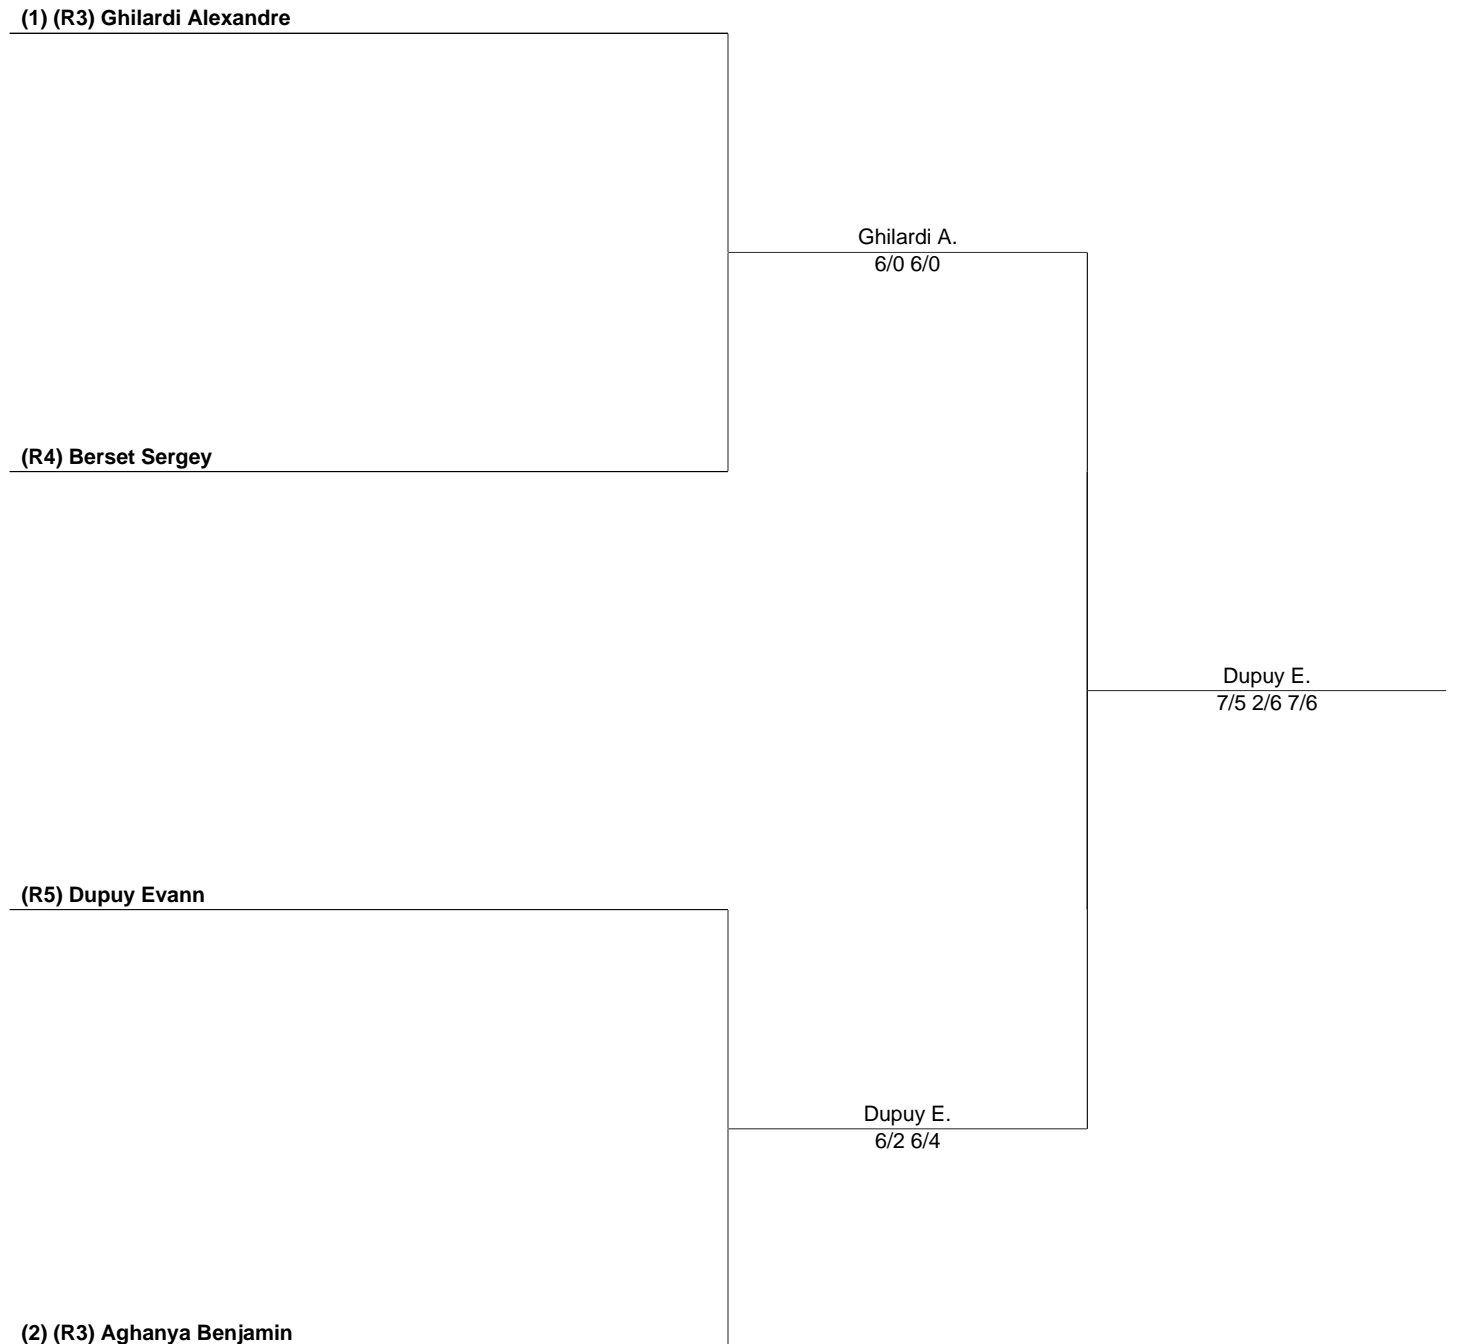 (1) (R3) Ghilardi Alexandre
Ghilardi A.
6/0 6/0
(R4) Berset Sergey
Dupuy E.
7/5 2/6 7/6
(R5) Dupuy Evann
Dupuy E.
6/2 6/4
(2) (R3) Aghanya Benjamin